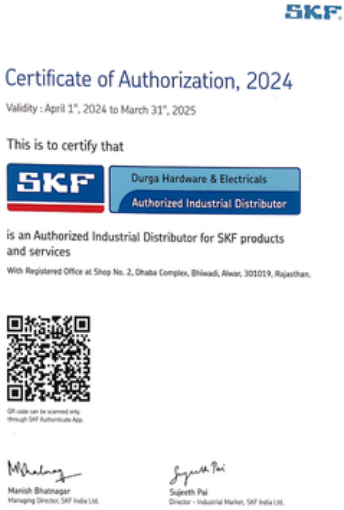 SKF.
Certificate of Authorization, 2024
Validity : April 1st, 2024 to March 31st, 2025
This is to certify that
SKF
Durga Hardware & Electricals
Authorized Industrial Distributor
is an Authorized Industrial Distributor for SKF products
and services
With Registered Office at Shop No. 2, Dhaba Complex, Bhiwadi, Alwar, 301019, Rajasthan.
QR code can be scanned only
through SKF Authenticate App.
Manish Bhatnagar
Managing Director, SKF India Ltd.
Sujeeth Pai
Sujeeth Pai
Director - Industrial Market, SKF India Ltd.